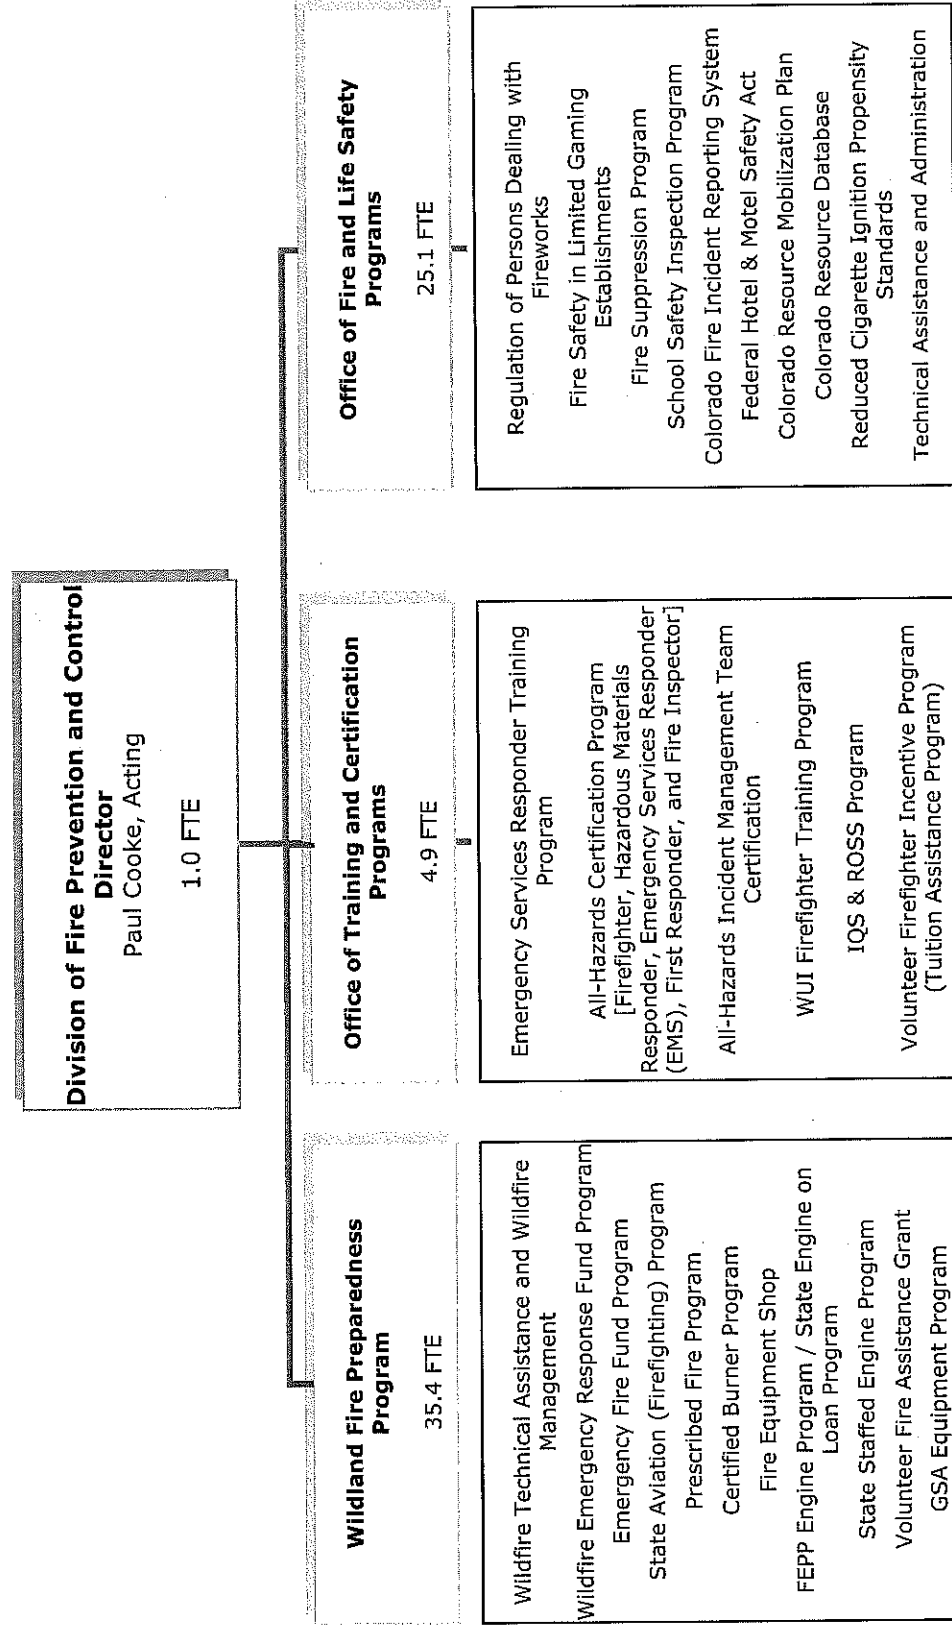 Division of Fire Prevention and Control
Director
Paul Cooke, Acting
1.0 FTE
Wildland Fire Preparedness
Program
35.4 FTE
Wildfire Technical Assistance and Wildfire
Management
Wildfire Emergency Response Fund Program
Emergency Fire Fund Program
State Aviation (Firefighting) Program
Prescribed Fire Program
Certified Burner Program
Fire Equipment Shop
FEPP Engine Program / State Engine on
Loan Program
State Staffed Engine Program
Volunteer Fire Assistance Grant
GSA Equipment Program
Office of Training and Certification
Programs
4.9 FTE
Emergency Services Responder Training
Program
All-Hazards Certification Program
[Firefighter, Hazardous Materials
Responder, Emergency Services Responder
(EMS), First Responder, and Fire Inspector]
All-Hazards Incident Management Team
Certification
WUI Firefighter Training Program
IQS & ROSS Program
Volunteer Firefighter Incentive Program
(Tuition Assistance Program)
Office of Fire and Life Safety
Programs
25.1 FTE
Regulation of Persons Dealing with
Fireworks
Fire Safety in Limited Gaming
Establishments
Fire Suppression Program
School Safety Inspection Program
Colorado Fire Incident Reporting System
Federal Hotel & Motel Safety Act
Colorado Resource Mobilization Plan
Colorado Resource Database
Reduced Cigarette Ignition Propensity
Standards
Technical Assistance and Administration